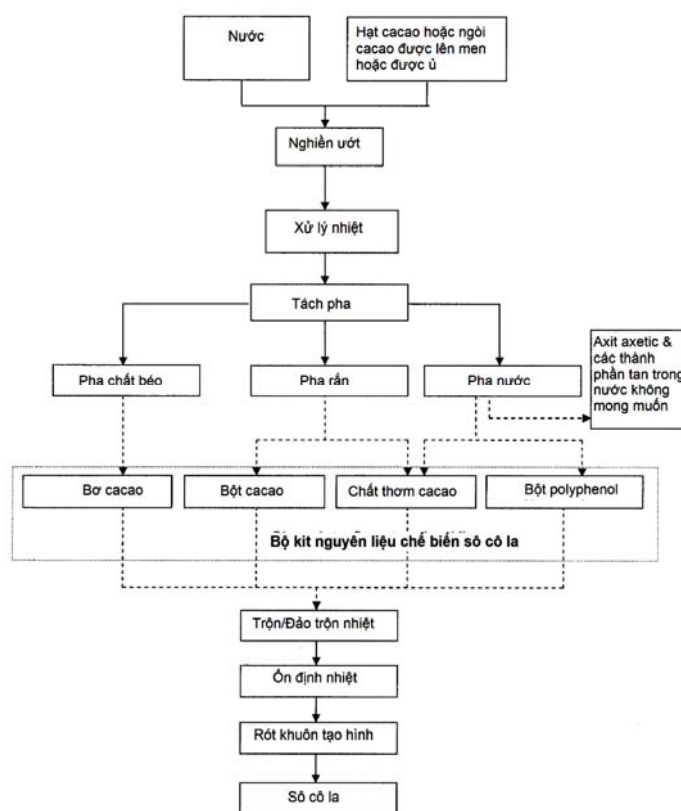 Nước
Hạt cacao hoặc ngòi
cacao được lên men
hoặc được ủ
Nghiền ướt
Xử lý nhiệt
Tách pha
Pha chất béo
Pha rắn
Pha nước
Axit axetic &
các thành
phần tan trong
nước không
mong muốn
Bơ cacao
Bột cacao
Chất thơm cacao
Bột polyphenol
Bộ kit nguyên liệu chế biến sô cô la
Trộn/Đảo trộn nhiệt
Ổn định nhiệt
Rót khuôn tạo hình
Sô cô la